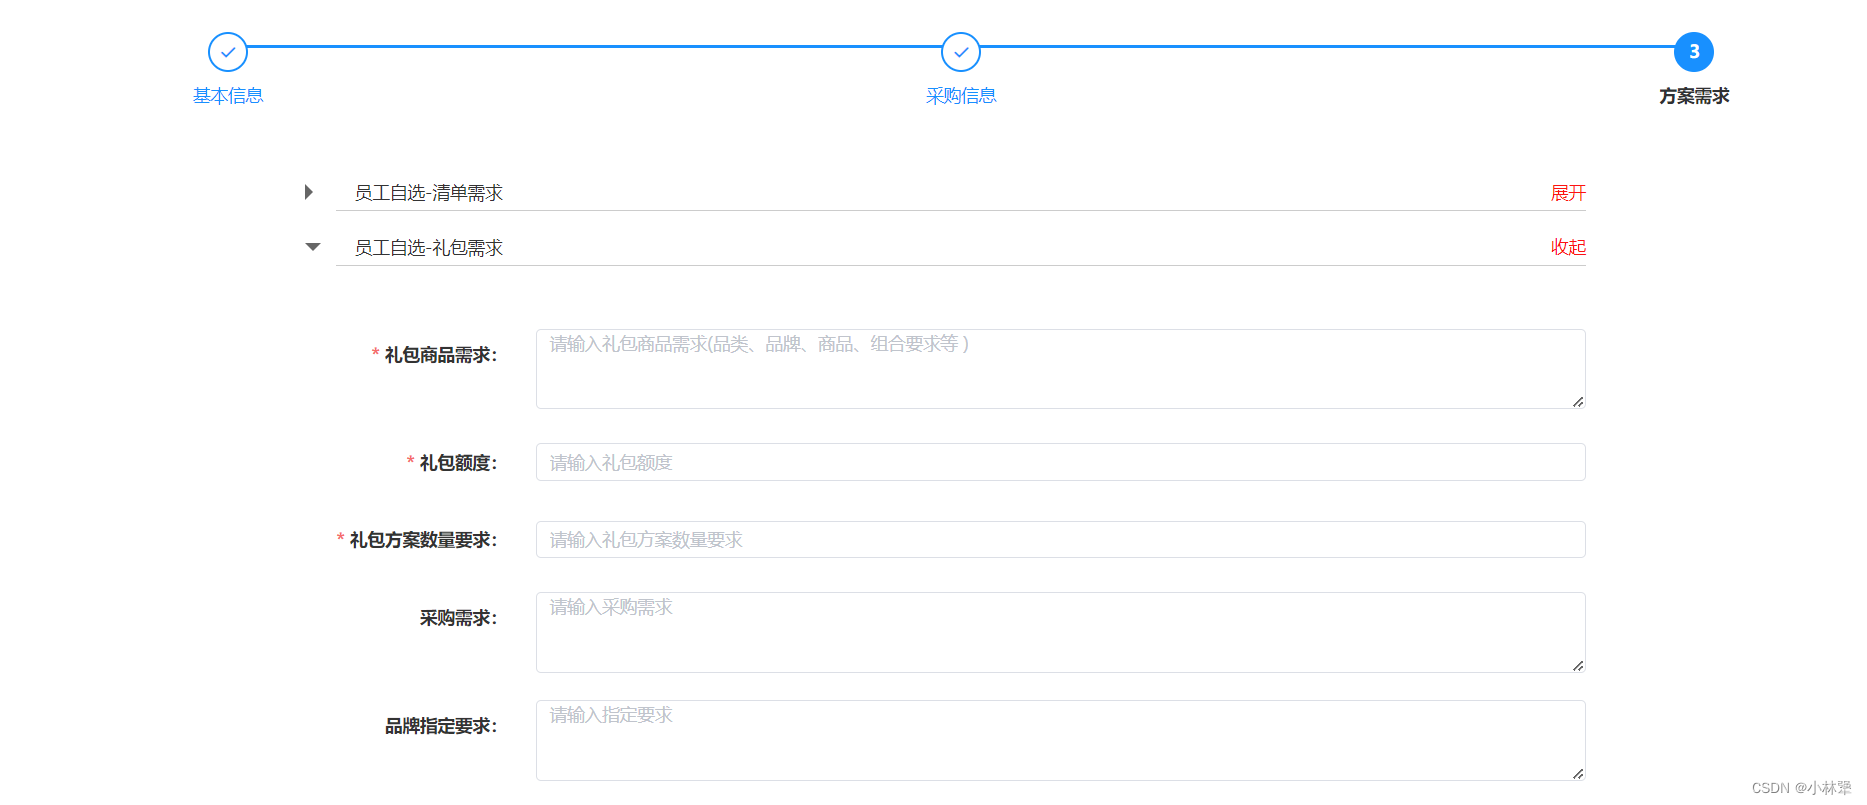 3
基本信息
采购信息
方案需求
员工自选-清单需求 展开
员工自选-礼包需求 收起
* 礼包商品需求: 请输入礼包商品需求(品类、品牌、商品、组合要求等 )
* 礼包额度: 请输入礼包额度
* 礼包方案数量要求: 请输入礼包方案数量要求
采购需求: 请输入采购需求
品牌指定要求: 请输入指定要求
CSDN @小林犟